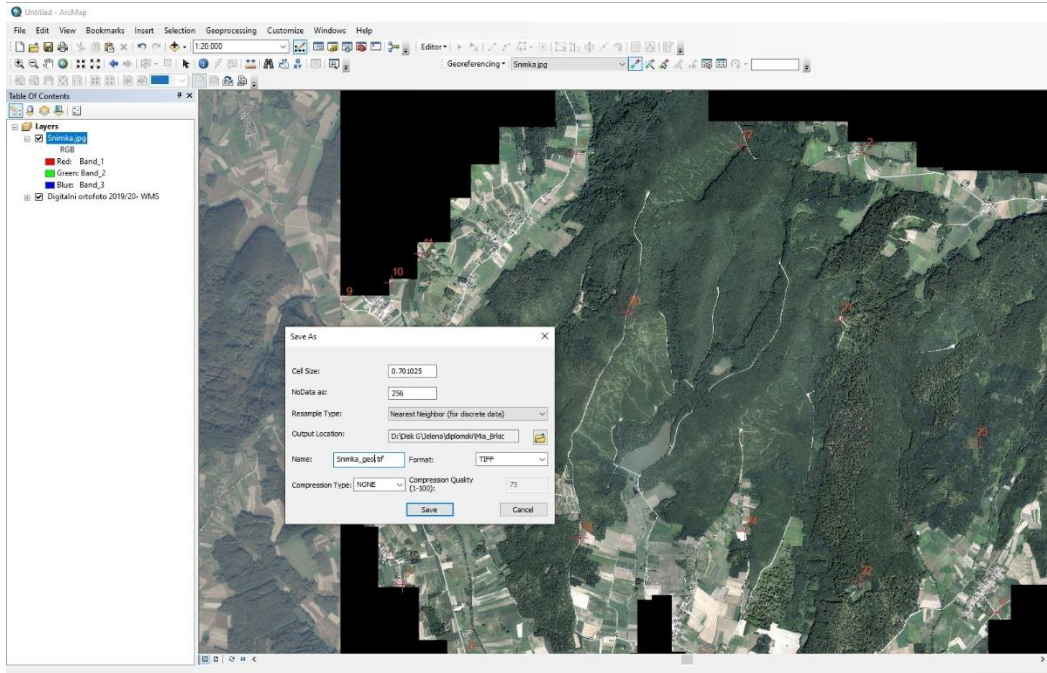 Untitled - ArcMap
File Edit View Bookmarks Insert Selection Geoprocessing Customize Windows Help
1:20.000 Editor
Georeferencing Snimka.jpg
Table Of Contents
Layers
Snimka.jpg
RGB
Red: Band_1
Green: Band_2
Blue: Band_3
Digitalni ortofoto 2019/20- WMS
12
2
11
10
9
20
25
24
22
Save As
Cell Size: 0.701025
NoData as: 256
Resample Type: Nearest Neighbor (for discrete data)
Output Location: D:\Disk G\Jelena\diplomski\Mia_Brkic
Name: Snimka_geo.tif Format: TIFF
Compression Type: NONE Compression Quality (1-100): 75
Save Cancel